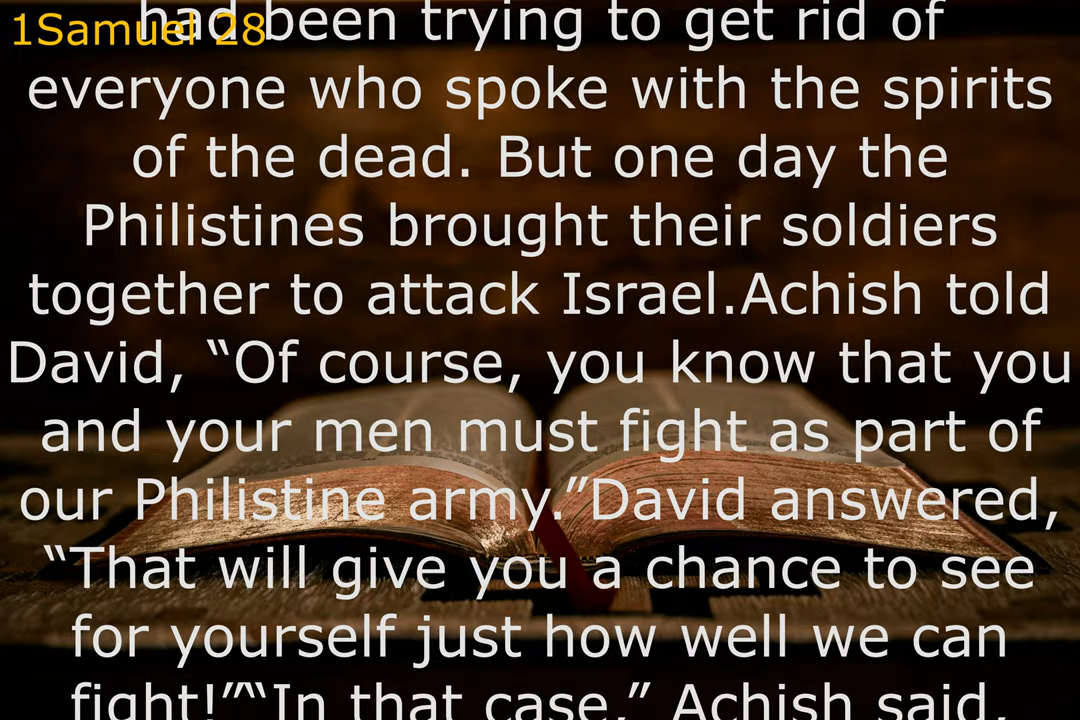 1Samuel 28
had been trying to get rid of
everyone who spoke with the spirits
of the dead. But one day the
Philistines brought their soldiers
together to attack Israel.Achish told
David, “Of course, you know that you
and your men must fight as part of
our Philistine army.”David answered,
“That will give you a chance to see
for yourself just how well we can
fight!”“In that case,” Achish said,